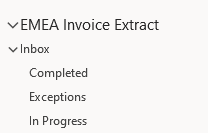 EMEA Invoice Extract
Inbox
Completed
Exceptions
In Progress